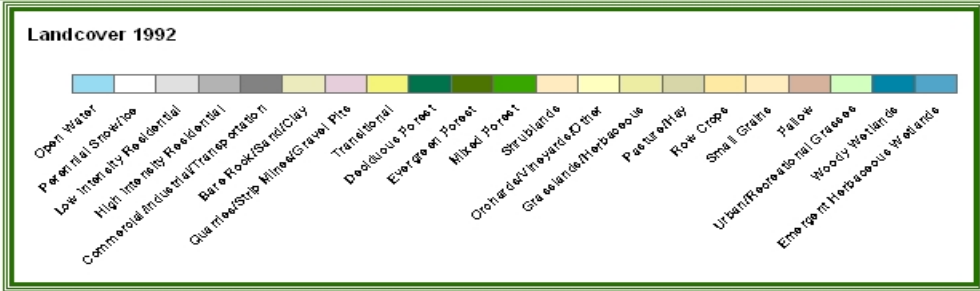 Landcover 1992
Open Water
Perennial Snow/Ice
Low Intensity Residential
High Intensity Residential
Commercial/Industrial/Transportation
Bare Rock/Sand/Clay
Quarries/Strip Mines/Gravel Pits
Transitional
Deciduous Forest
Evergreen Forest
Mixed Forest
Shrublands
Orchards/Vineyards/Other
Grasslands/Herbaceous
Pasture/Hay
Row Crops
Small Grains
Fallow
Urban/Recreational Grasses
Woody Wetlands
Emergent Herbaceous Wetlands